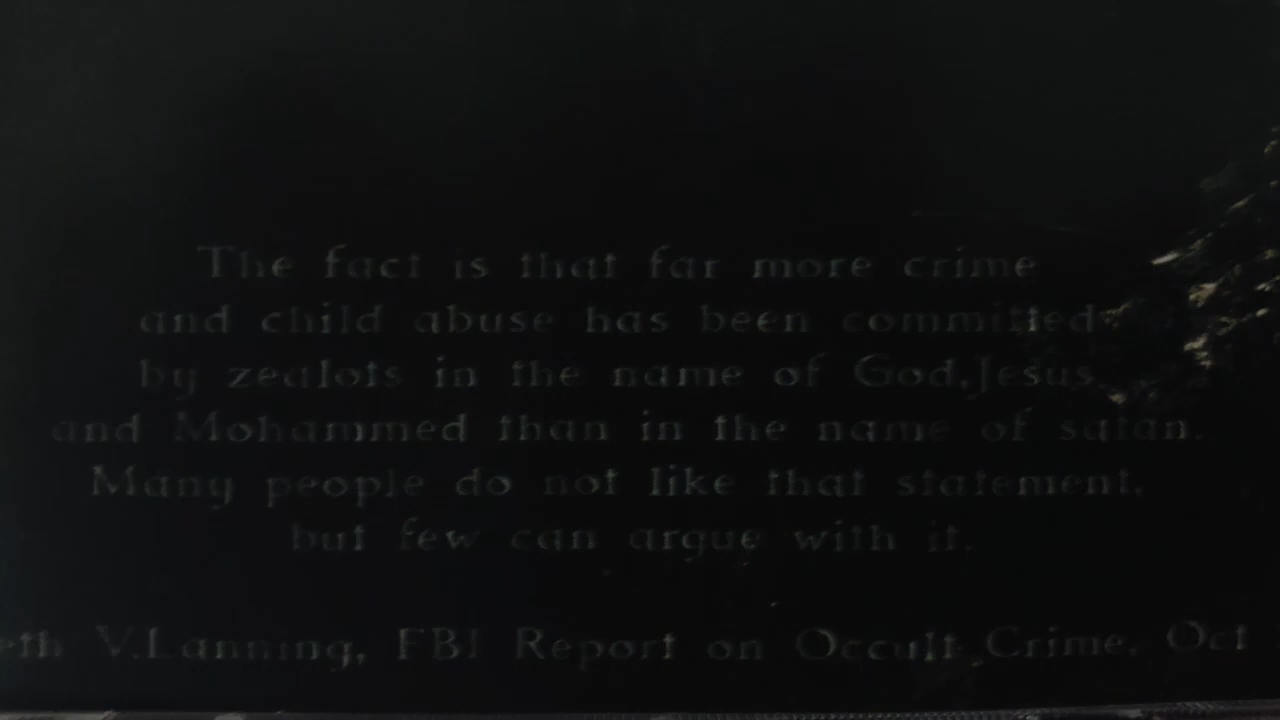 The fact is that far more crime
and child abuse has been committed
by zealots in the name of God, Jesus
and Mohammed than in the name of satan.
Many people do not like that statement,
but few can argue with it.
eth V. Lanning, FBI Report on Occult Crime, Oct